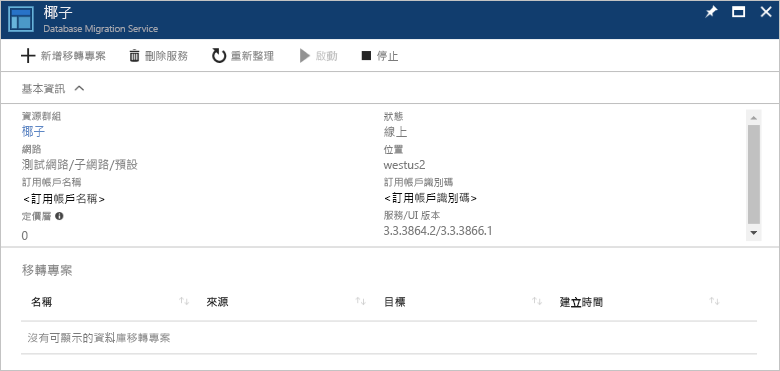 椰子
Database Migration Service
新增移轉專案 刪除服務 重新整理 啟動 停止
基本資訊
資源群組
椰子
網路
測試網路/子網路/預設
訂用帳戶名稱
<訂用帳戶名稱>
定價層
0
狀態
線上
位置
westus2
訂用帳戶識別碼
<訂用帳戶識別碼>
服務/UI 版本
3.3.3864.2/3.3.3866.1
移轉專案
名稱 來源 目標 建立時間
沒有可顯示的資料庫移轉專案